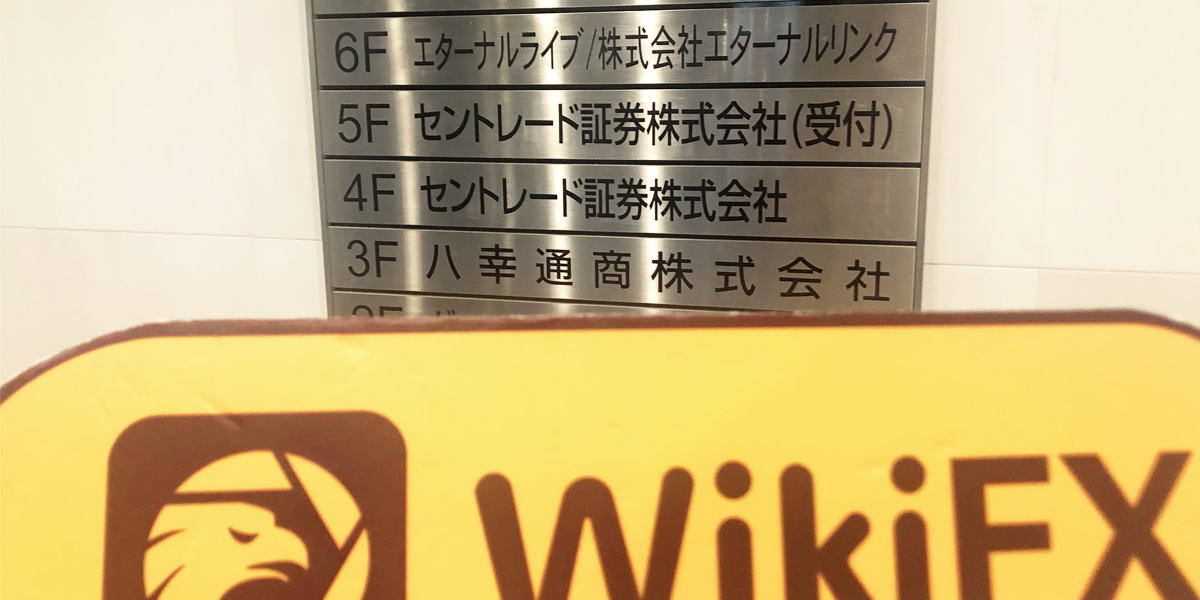 6F エターナルライブ/株式会社エターナルリンク
5F セントレード証券株式会社(受付)
4F セントレード証券株式会社
3F 八幸通商株式会社
WikiFX